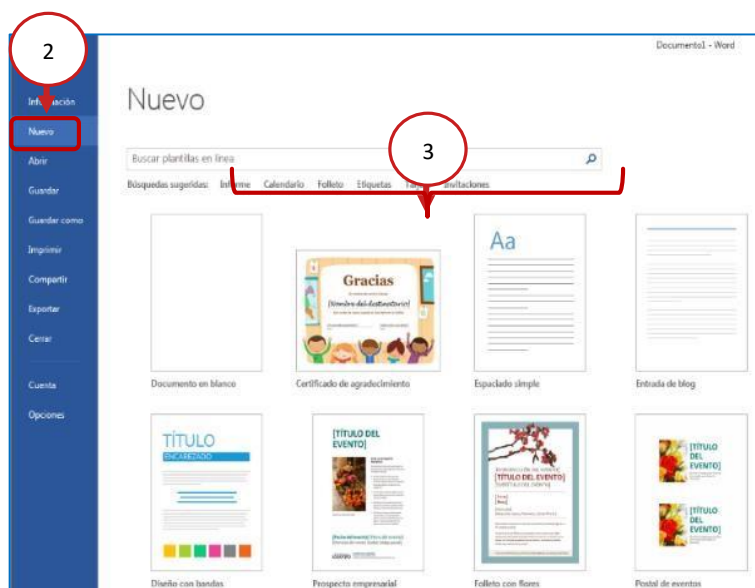 2
Documento1 - Word
Información
Nuevo
Nuevo
Abrir
Guardar
Guardar como
Imprimir
Compartir
Exportar
Cerrar
Cuenta
Opciones
Buscar plantillas en línea
3
Búsquedas sugeridas: Informe Calendario Folleto Etiquetas Invitaciones
Gracias
[Nombre del destinatario]
Aa
Documento en blanco
Certificado de agradecimiento
Espaciado simple
Entrada de blog
TÍTULO
ENCABEZADO
[TÍTULO DEL
EVENTO]
[TÍTULO DEL EVENTO]
[TÍTULO
DEL
EVENTO]
[TÍTULO
DEL
EVENTO]
Diseño con bandas
Prospecto empresarial
Folleto con flores
Postal de eventos